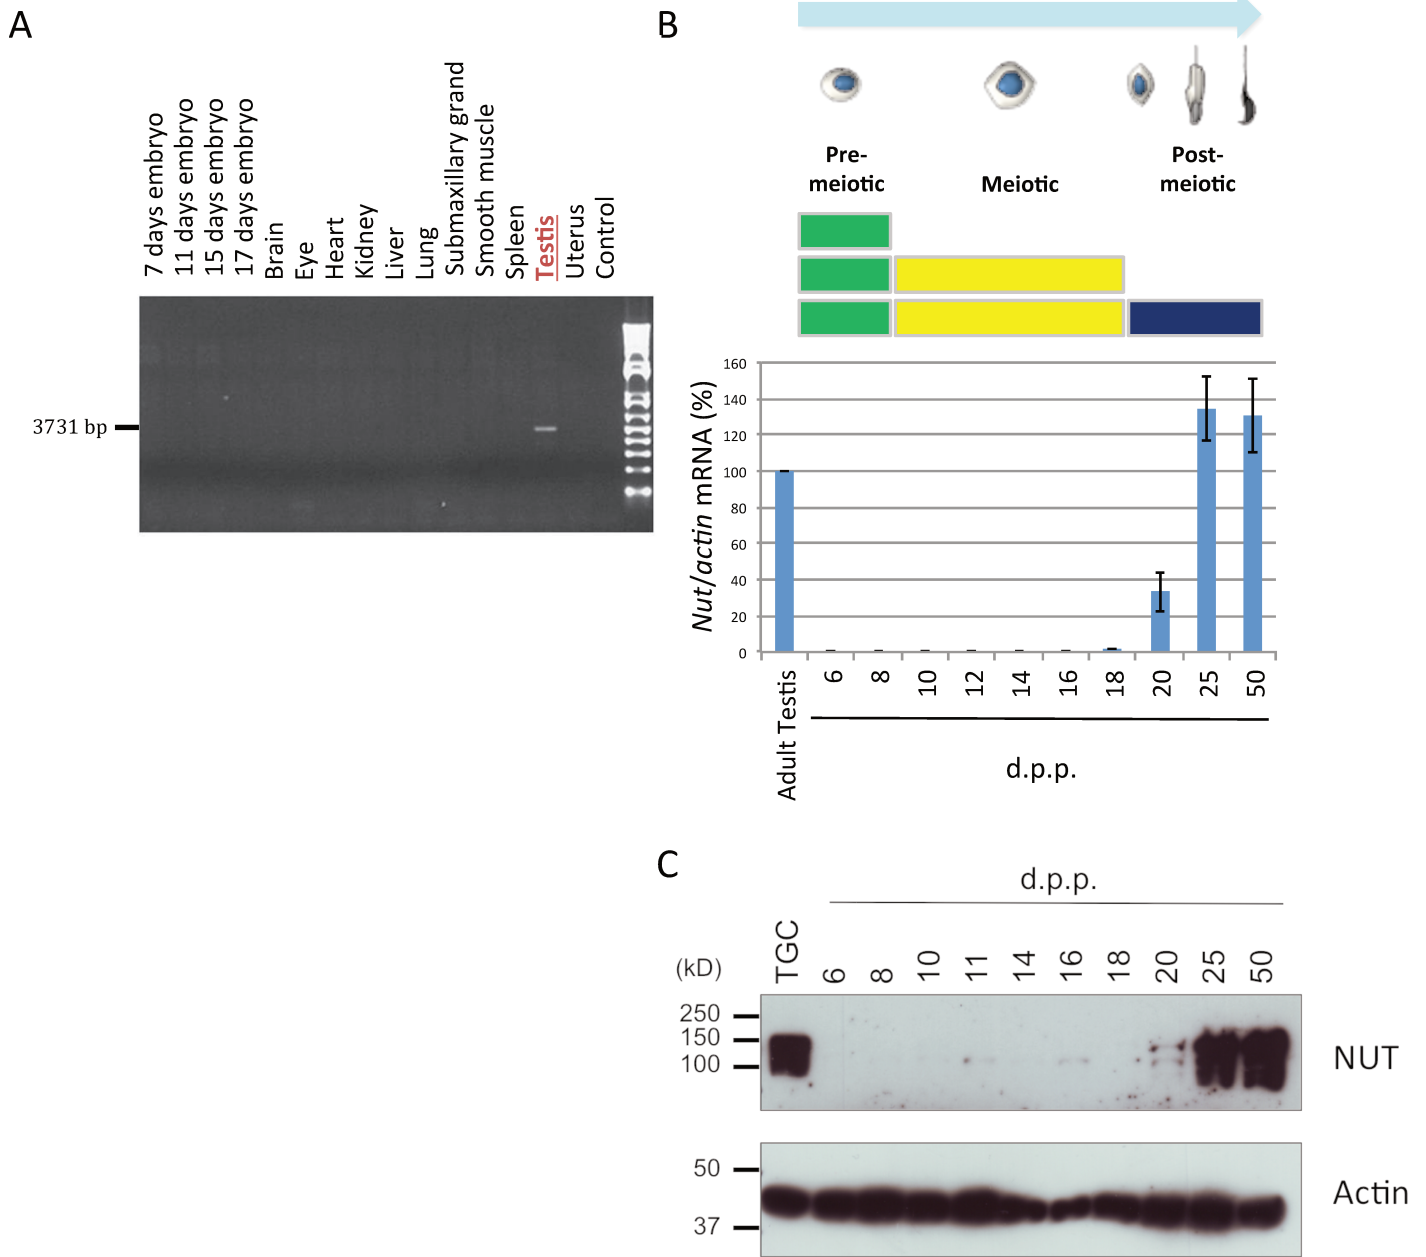 A
7 days embryo
11 days embryo
15 days embryo
17 days embryo
Brain
Eye
Heart
Kidney
Liver
Lung
Submaxillary grand
Smooth muscle
Spleen
Testis
Uterus
Control
3731 bp
B
Pre-
meiotic
Meiotic
Post-
meiotic
Nut/actin mRNA (%)
160
140
120
100
80
60
40
20
0
Adult Testis
6
8
10
12
14
16
18
20
25
50
d.p.p.
C
d.p.p.
(kD)
TGC
6
8
10
11
14
16
18
20
25
50
250
150
100
NUT
50
37
Actin